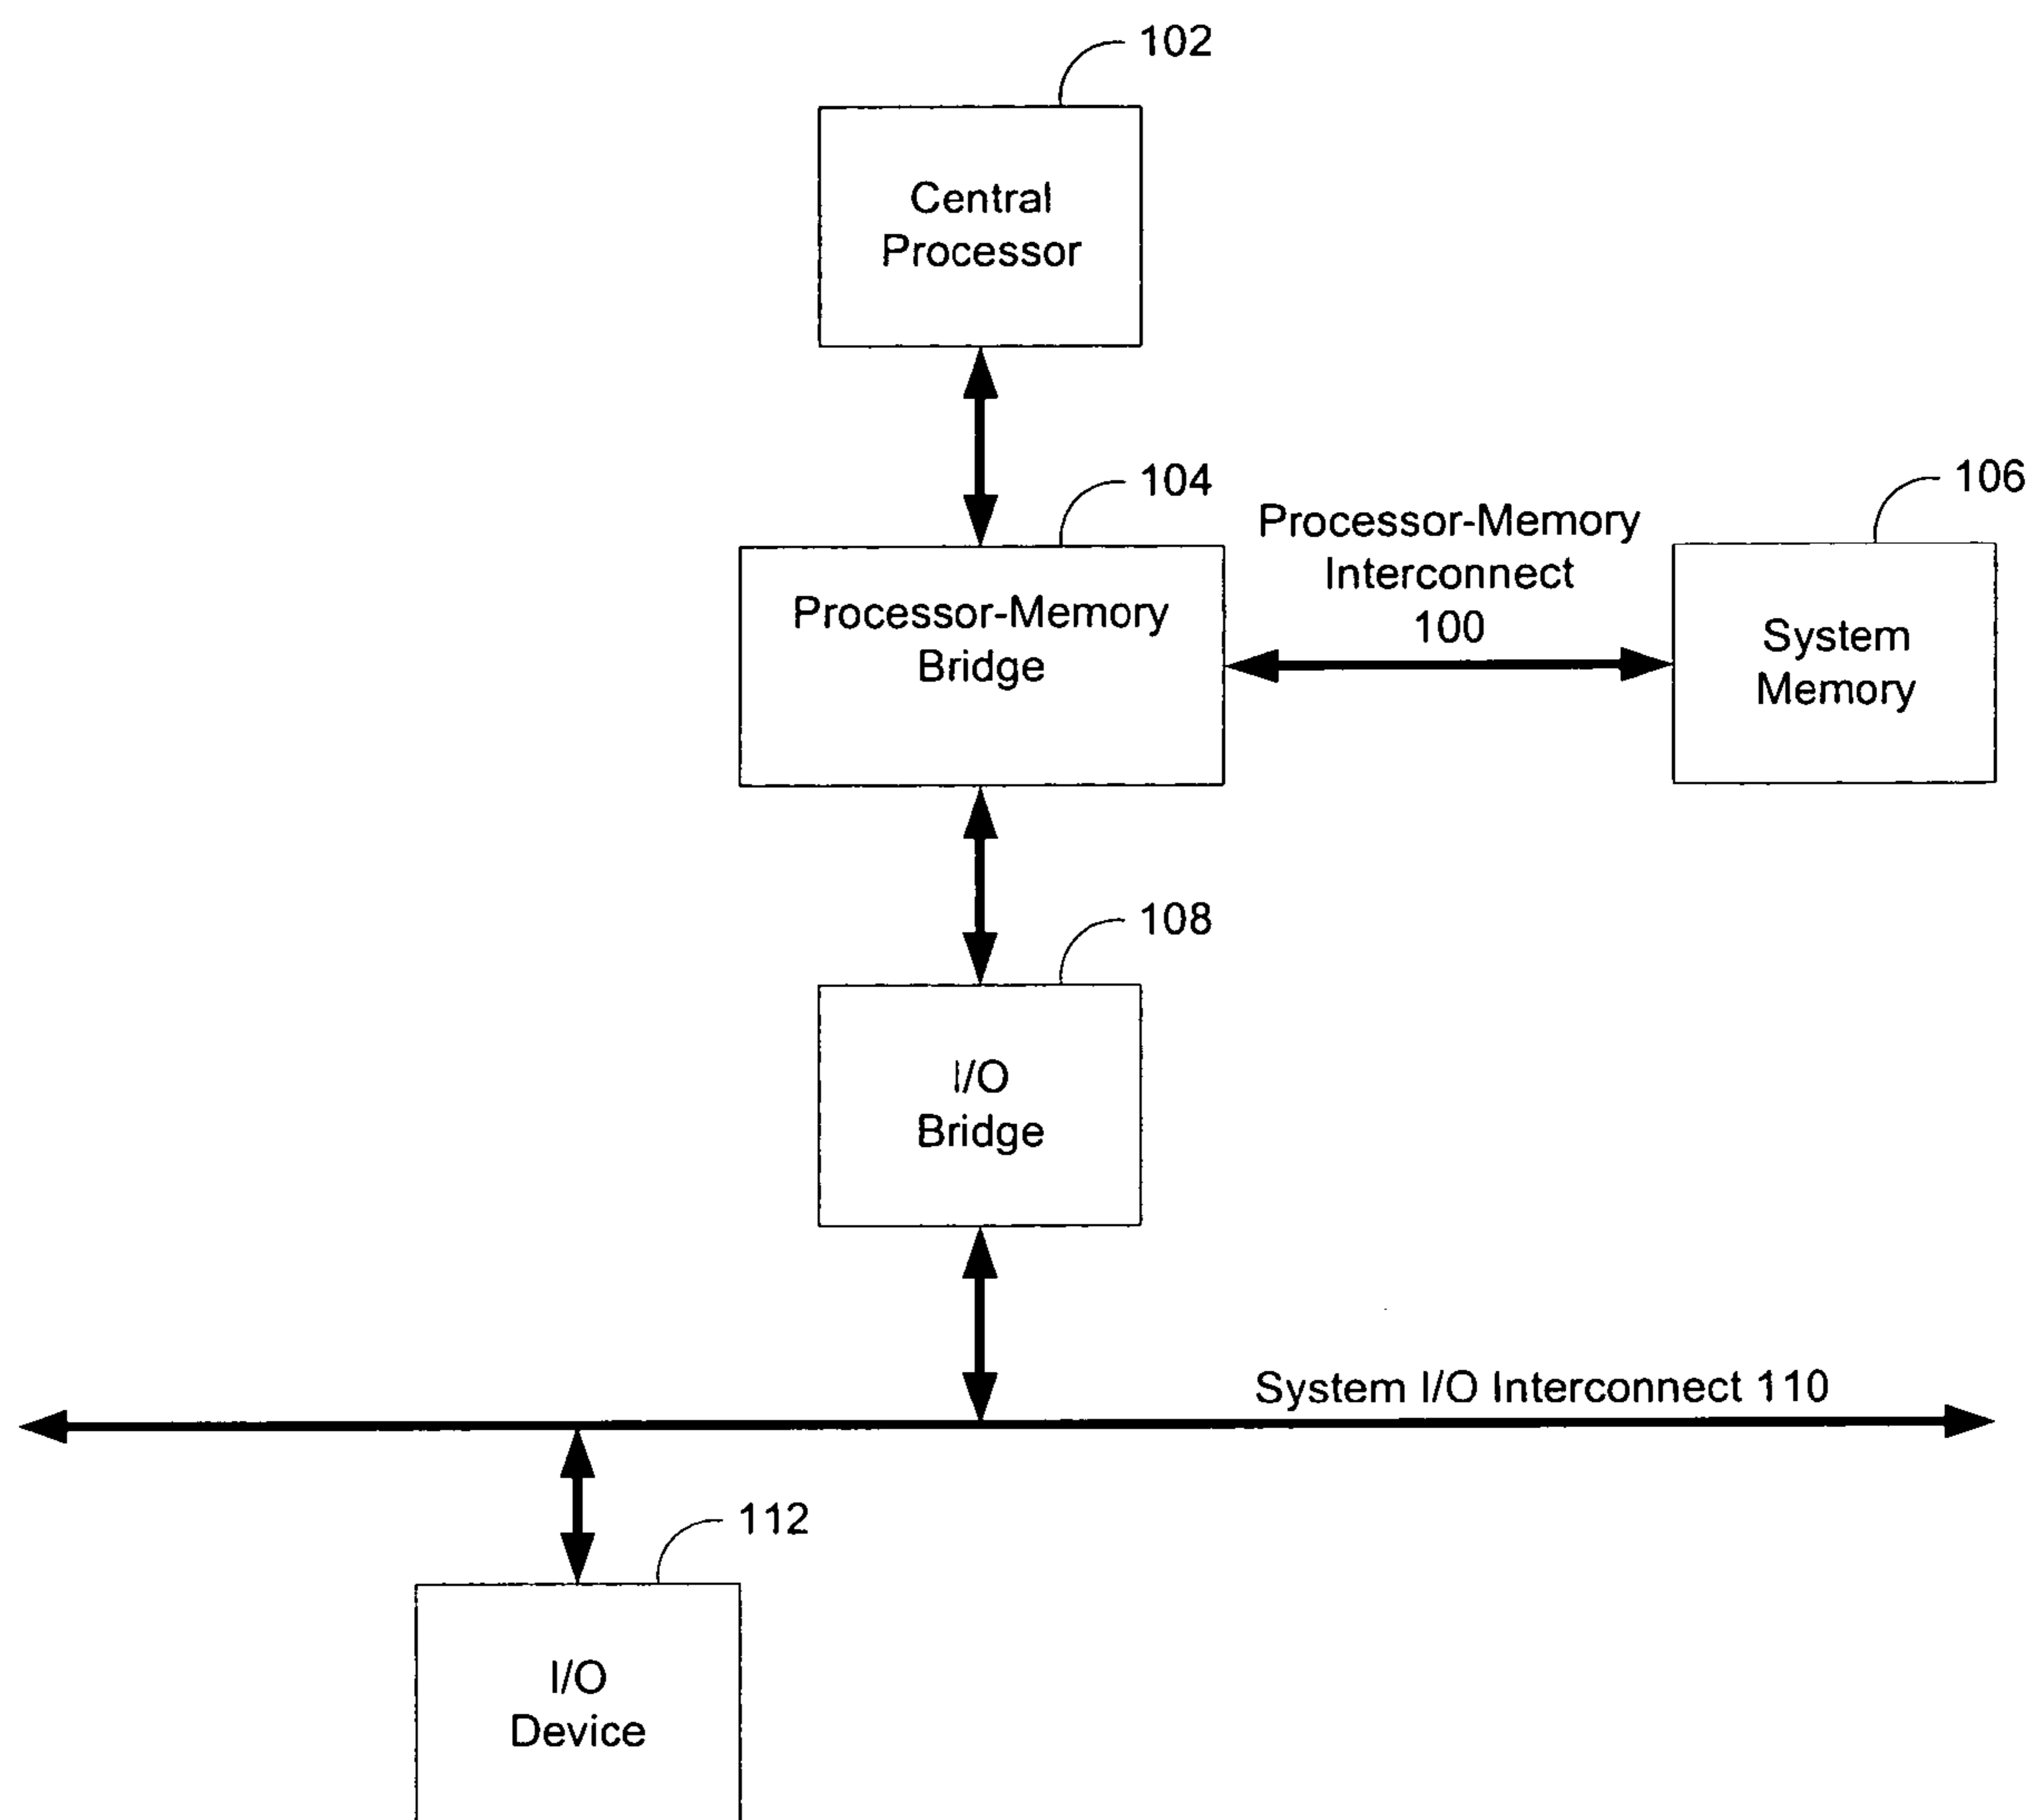 102
Central
Processor
104
106
Processor-Memory
Interconnect
100
Processor-Memory
Bridge
System
Memory
108
I/O
Bridge
System I/O Interconnect 110
112
I/O
Device